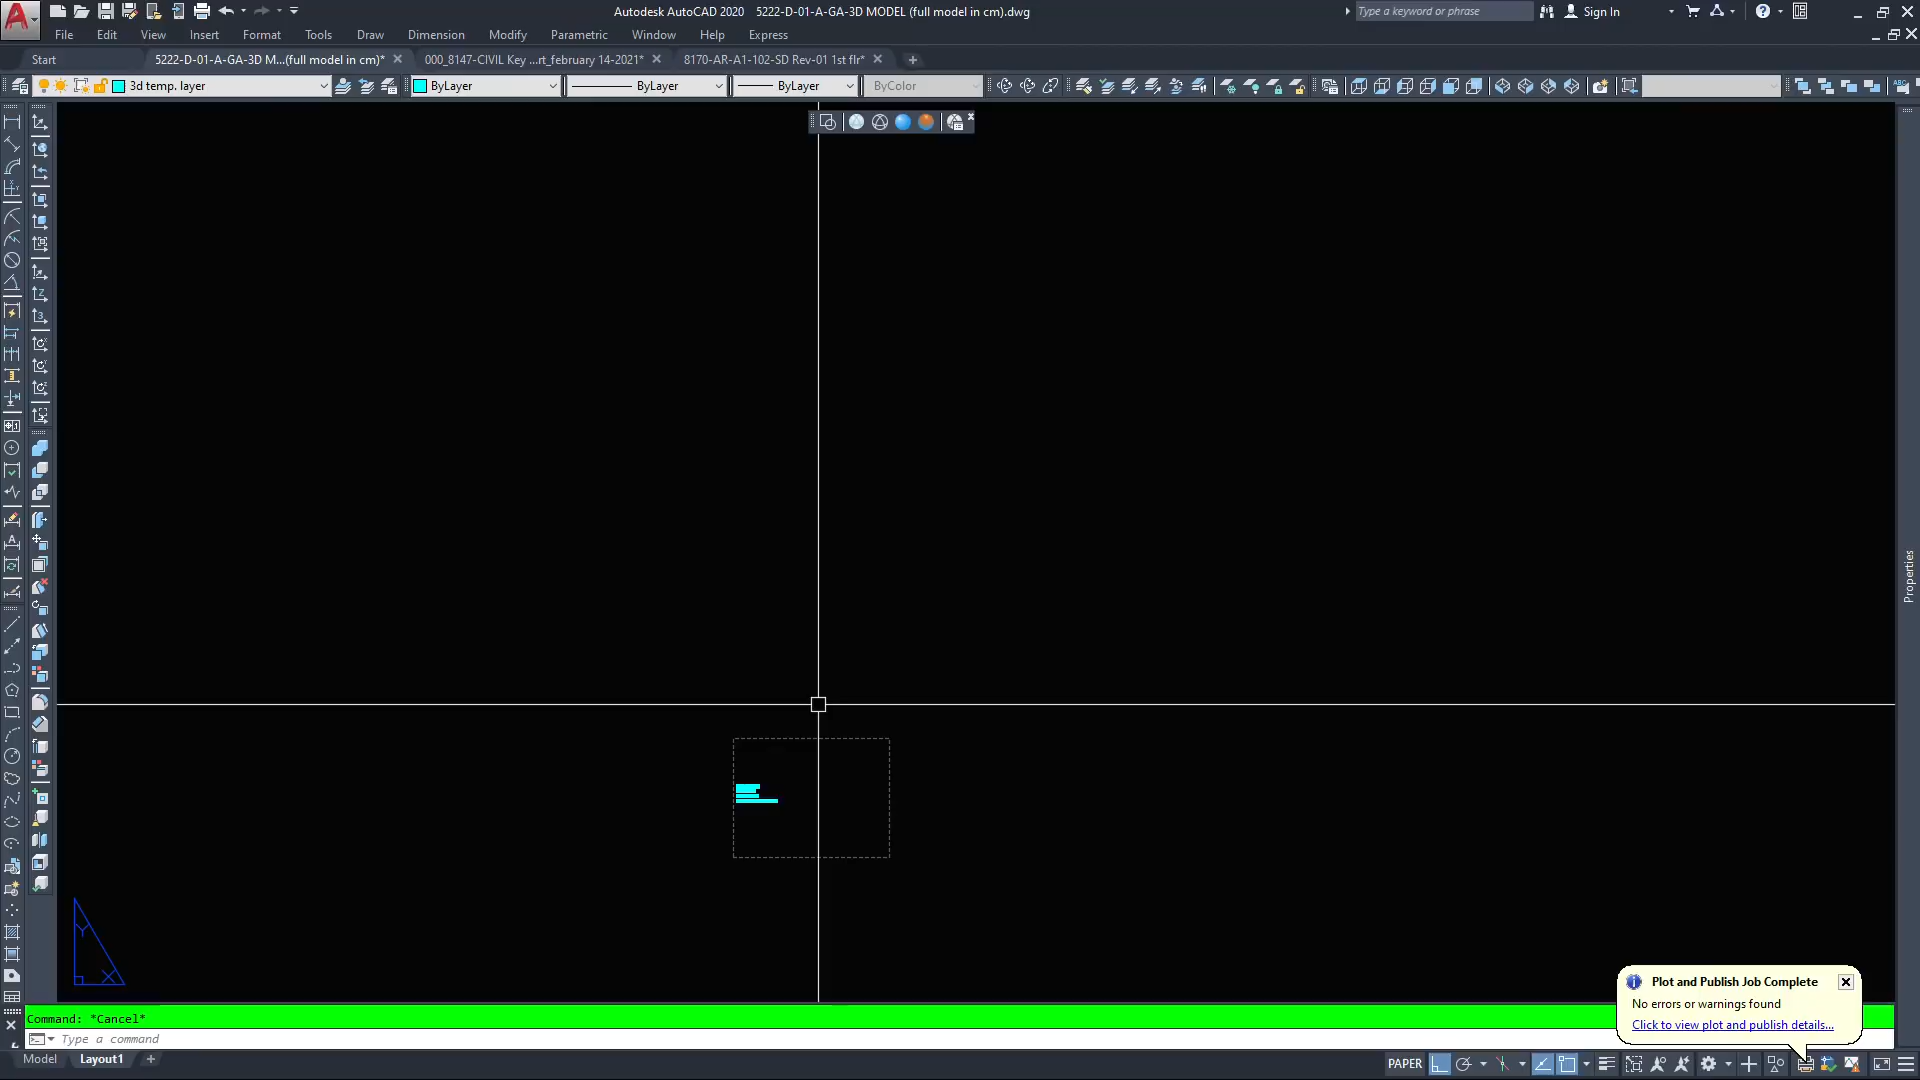 Autodesk AutoCAD 2020 5222-D-01-A-GA-3D MODEL (full model in cm).dwg
Type a keyword or phrase
Sign In
File Edit View Insert Format Tools Draw Dimension Modify Parametric Window Help Express
Start
5222-D-01-A-GA-3D M...(full model in cm)*
000_8147-CIVIL Key ...rt_february 14-2021*
8170-AR-A1-102-SD Rev-01 1st flr*
3d temp. layer
ByLayer
ByLayer
ByLayer
ByColor
Properties
Y
X
Plot and Publish Job Complete
No errors or warnings found
Click to view plot and publish details...
Command: *Cancel*
Type a command
Model Layout1
PAPER